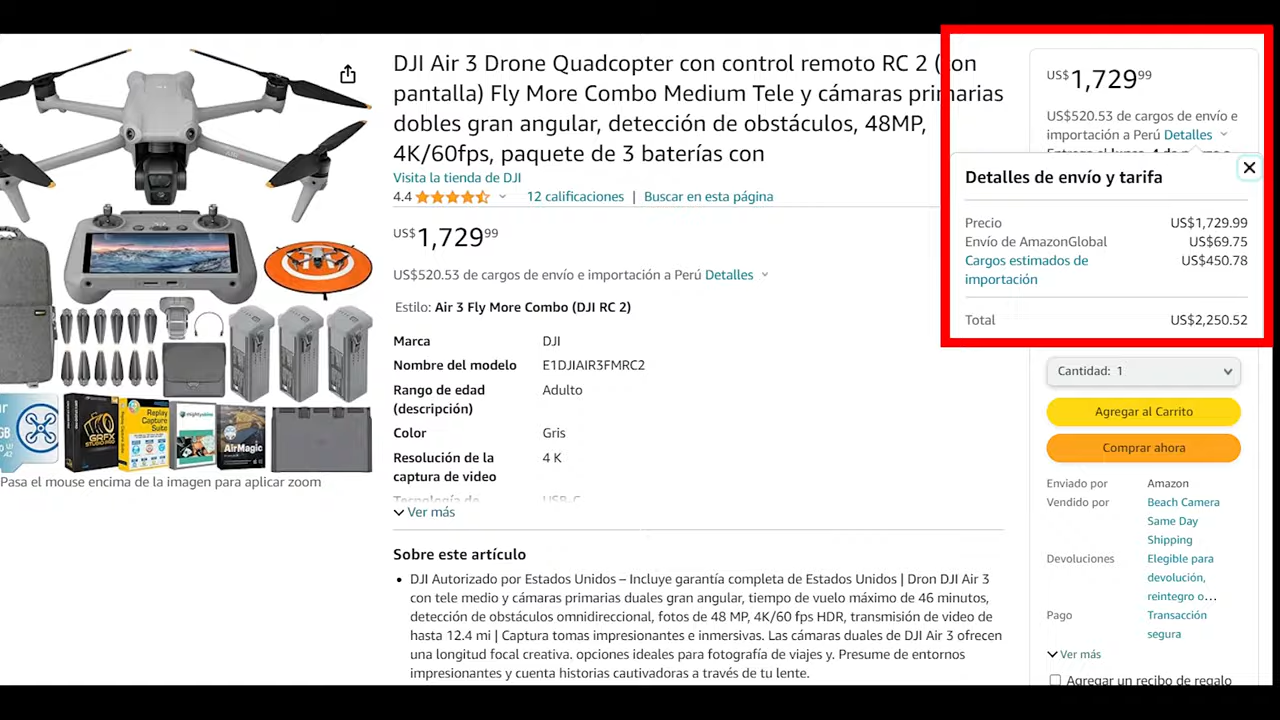 DJI Air 3 Drone Quadcopter con control remoto RC 2 (con
pantalla) Fly More Combo Medium Tele y cámaras primarias
dobles gran angular, detección de obstáculos, 48MP,
4K/60fps, paquete de 3 baterías con
Visita la tienda de DJI
4.4 12 calificaciones | Buscar en esta página
US$1,72999
US$520.53 de cargos de envío e importación a Perú Detalles
Estilo: Air 3 Fly More Combo (DJI RC 2)
Marca DJI
Nombre del modelo E1DJIAIR3FMRC2
Rango de edad Adulto
(descripción)
Color Gris
Resolución de la 4 K
captura de video
Tecnología de USB-C
Ver más
Sobre este artículo
• DJI Autorizado por Estados Unidos – Incluye garantía completa de Estados Unidos | Dron DJI Air 3
con tele medio y cámaras primarias duales gran angular, tiempo de vuelo máximo de 46 minutos,
detección de obstáculos omnidireccional, fotos de 48 MP, 4K/60 fps HDR, transmisión de video de
hasta 12.4 mi | Captura tomas impresionantes e inmersivas. Las cámaras duales de DJI Air 3 ofrecen
una longitud focal creativa. opciones ideales para fotografía de viajes y. Presume de entornos
impresionantes y cuenta historias cautivadoras a través de tu lente.
GRFX
STUDIO PRO
Replay
Capture
Suite
mightyskins
AirMagic
Pasa el mouse encima de la imagen para aplicar zoom
US$1,72999
US$520.53 de cargos de envío e
importación a Perú Detalles
Detalles de envío y tarifa
Precio US$1,729.99
Envío de AmazonGlobal US$69.75
Cargos estimados de US$450.78
importación
Total US$2,250.52
Cantidad: 1
Agregar al Carrito
Comprar ahora
Enviado por Amazon
Vendido por Beach Camera
Same Day
Shipping
Devoluciones Elegible para
devolución,
reintegro o…
Pago Transacción
segura
Ver más
Agregar un recibo de regalo